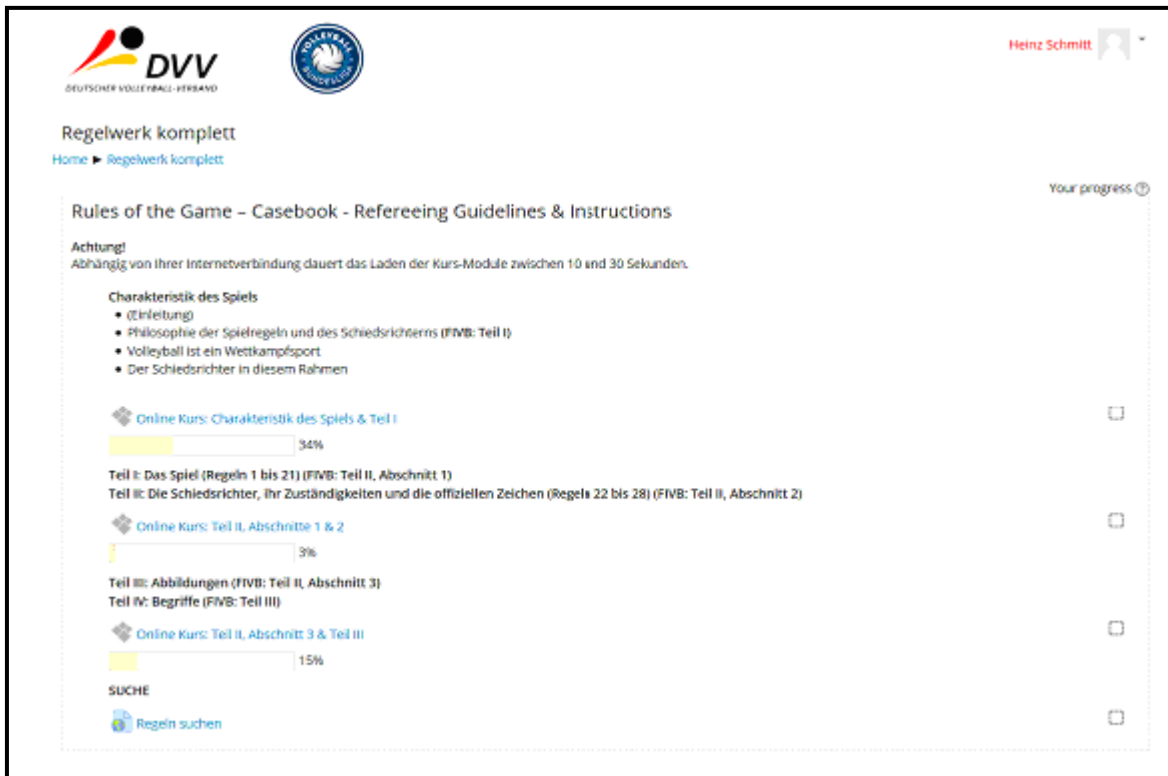 DVV
DEUTSCHER VOLLEYBALL-VERBAND
VOLLEYBALL
BUNDESLIGA
Heinz Schmitt
Regelwerk komplett
Home ► Regelwerk komplett
Your progress
Rules of the Game – Casebook - Refereeing Guidelines & Instructions
Achtung!
Abhängig von Ihrer Internetverbindung dauert das Laden der Kurs-Module zwischen 10 und 30 Sekunden.
Charakteristik des Spiels
• (Einleitung)
• Philosophie der Spielregeln und des Schiedsrichterns (FIVB: Teil I)
• Volleyball ist ein Wettkampfsport
• Der Schiedsrichter in diesem Rahmen
Online Kurs: Charakteristik des Spiels & Teil I
34%
Teil I: Das Spiel (Regeln 1 bis 21) (FIVB: Teil II, Abschnitt 1)
Teil II: Die Schiedsrichter, ihr Zuständigkeiten und die offiziellen Zeichen (Regeln 22 bis 28) (FIVB: Teil II, Abschnitt 2)
Online Kurs: Teil II, Abschnitte 1 & 2
3%
Teil III: Abbildungen (FIVB: Teil II, Abschnitt 3)
Teil IV: Begriffe (FIVB: Teil III)
Online Kurs: Teil II, Abschnitt 3 & Teil III
15%
SUCHE
Regeln suchen